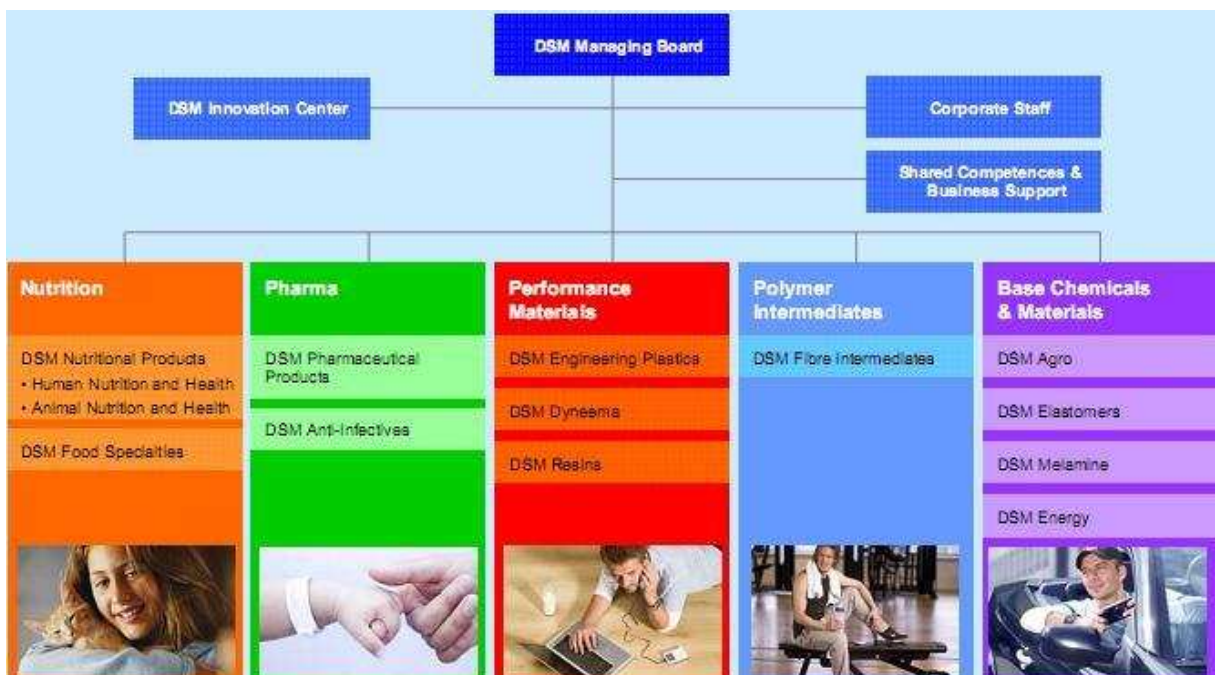 DSM Managing Board
DSM Innovation Center
Corporate Staff
Shared Competences &
Business Support
Nutrition
DSM Nutritional Products
• Human Nutrition and Health
• Animal Nutrition and Health
DSM Food Specialties
Pharma
DSM Pharmaceutical
Products
DSM Anti-Infectives
Performance
Materials
DSM Engineering Plastics
DSM Dyneema
DSM Resins
Polymer
Intermediates
DSM Fibre Intermediates
Base Chemicals
& Materials
DSM Agro
DSM Elastomers
DSM Melamine
DSM Energy